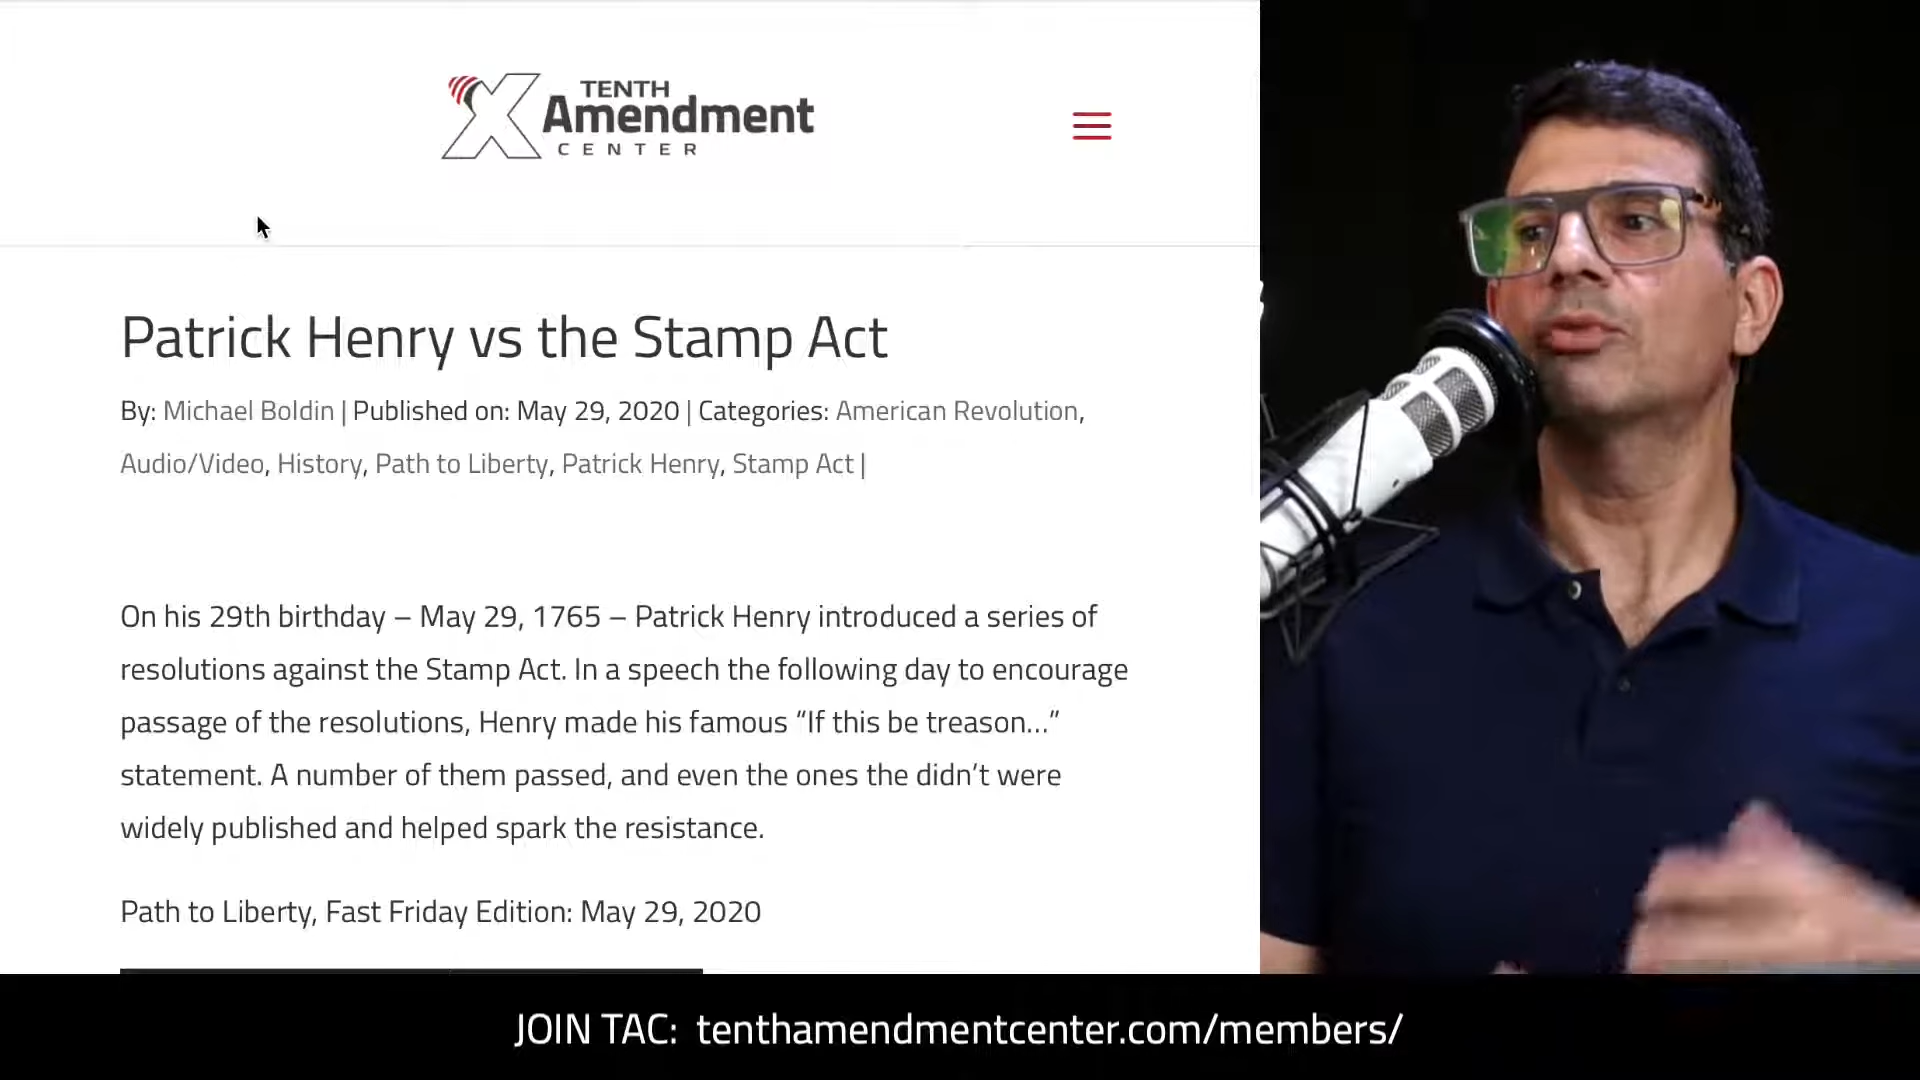 TENTH
Amendment
CENTER
Patrick Henry vs the Stamp Act
By: Michael Boldin | Published on: May 29, 2020 | Categories: American Revolution,
Audio/Video, History, Path to Liberty, Patrick Henry, Stamp Act |
On his 29th birthday – May 29, 1765 – Patrick Henry introduced a series of
resolutions against the Stamp Act. In a speech the following day to encourage
passage of the resolutions, Henry made his famous “If this be treason…”
statement. A number of them passed, and even the ones the didn’t were
widely published and helped spark the resistance.
Path to Liberty, Fast Friday Edition: May 29, 2020
JOIN TAC: tenthamendmentcenter.com/members/